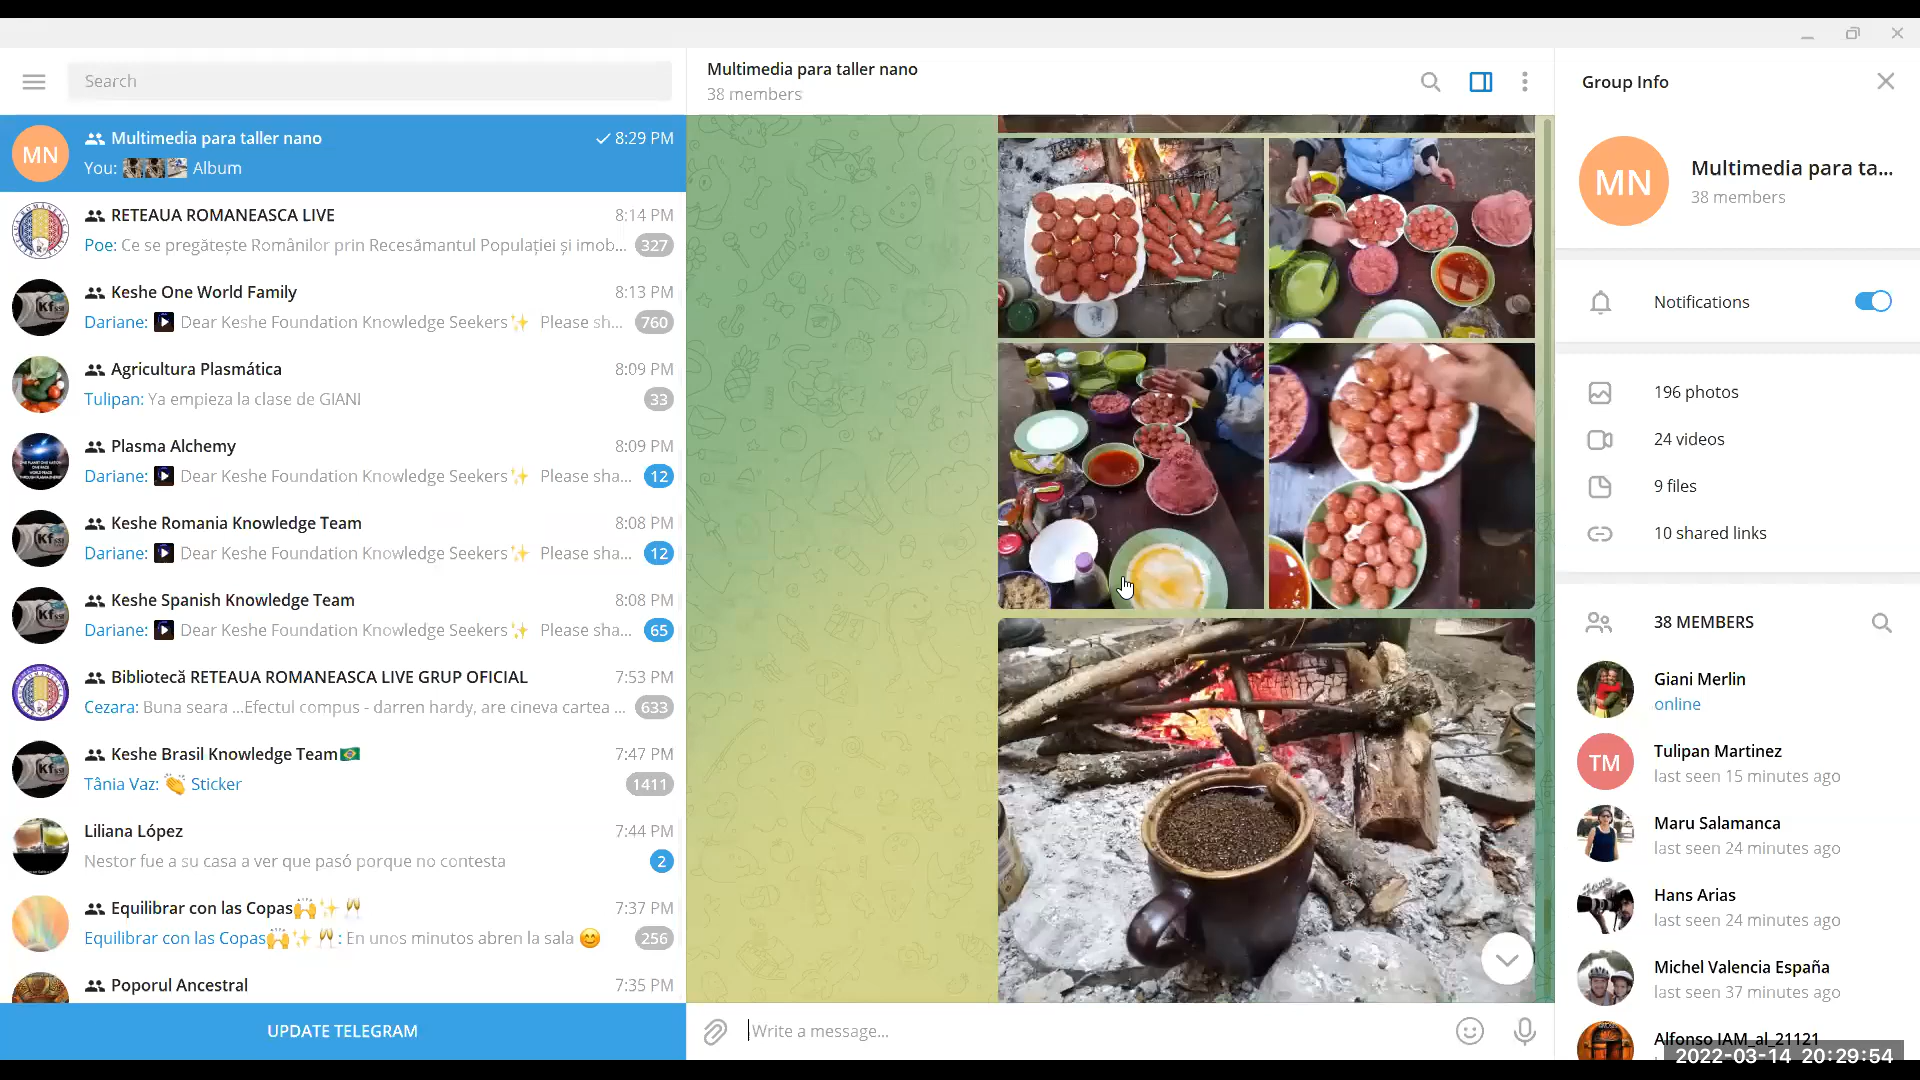 Search
Multimedia para taller nano
8:29 PM
You: Album
RETEAUA ROMANEASCA LIVE
8:14 PM
Poe: Ce se pregătește Românilor prin Recesământul Populației și imob...
327
Keshe One World Family
8:13 PM
Dariane: Dear Keshe Foundation Knowledge Seekers✨ Please sh...
760
Agricultura Plasmática
8:09 PM
Tulipan: Ya empieza la clase de GIANI
33
Plasma Alchemy
8:09 PM
Dariane: Dear Keshe Foundation Knowledge Seekers✨ Please sha...
12
Keshe Romania Knowledge Team
8:08 PM
Dariane: Dear Keshe Foundation Knowledge Seekers✨ Please sha...
12
Keshe Spanish Knowledge Team
8:08 PM
Dariane: Dear Keshe Foundation Knowledge Seekers✨ Please sha...
65
Bibliotecă RETEAUA ROMANEASCA LIVE GRUP OFICIAL
7:53 PM
Cezara: Buna seara ...Efectul compus - darren hardy, are cineva cartea ...
633
Keshe Brasil Knowledge Team🇧🇷
7:47 PM
Tânia Vaz: 👏 Sticker
1411
Liliana López
7:44 PM
Nestor fue a su casa a ver que pasó porque no contesta
2
Equilibrar con las Copas🙌✨🥂
7:37 PM
Equilibrar con las Copas🙌✨🥂: En unos minutos abren la sala 😊
256
Poporul Ancestral
7:35 PM
UPDATE TELEGRAM
MN
Multimedia para taller nano
38 members
Write a message...
Group Info
MN
Multimedia para ta...
38 members
Notifications
196 photos
24 videos
9 files
10 shared links
38 MEMBERS
Giani Merlin
online
TM
Tulipan Martinez
last seen 15 minutes ago
Maru Salamanca
last seen 24 minutes ago
Hans Arias
last seen 24 minutes ago
Michel Valencia España
last seen 37 minutes ago
Alfonso IAM_al_21121
2022-03-14 20:29:54